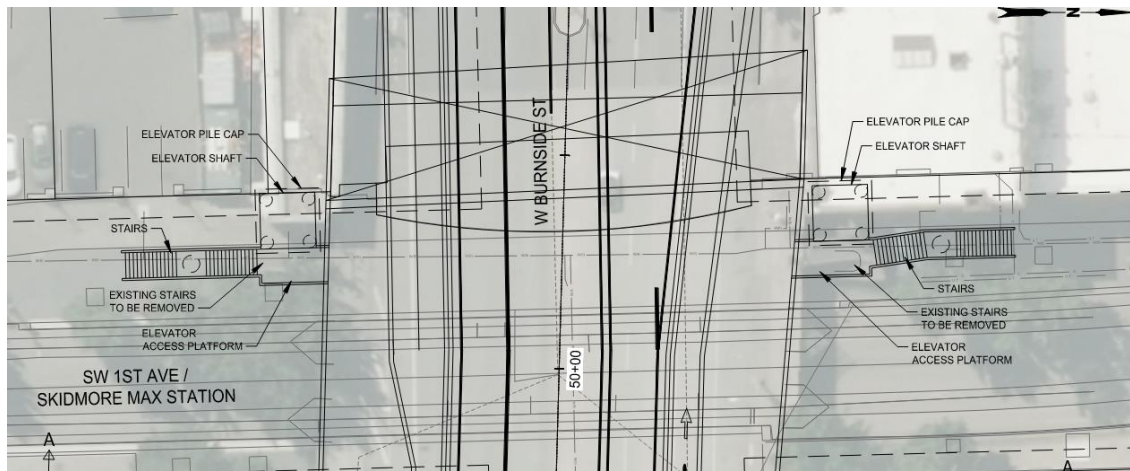 N
ELEVATOR PILE CAP
ELEVATOR SHAFT
STAIRS
EXISTING STAIRS
TO BE REMOVED
ELEVATOR
ACCESS PLATFORM
SW 1ST AVE /
SKIDMORE MAX STATION
A
W BURNSIDE ST
50+00
ELEVATOR PILE CAP
ELEVATOR SHAFT
STAIRS
EXISTING STAIRS
TO BE REMOVED
ELEVATOR
ACCESS PLATFORM
A